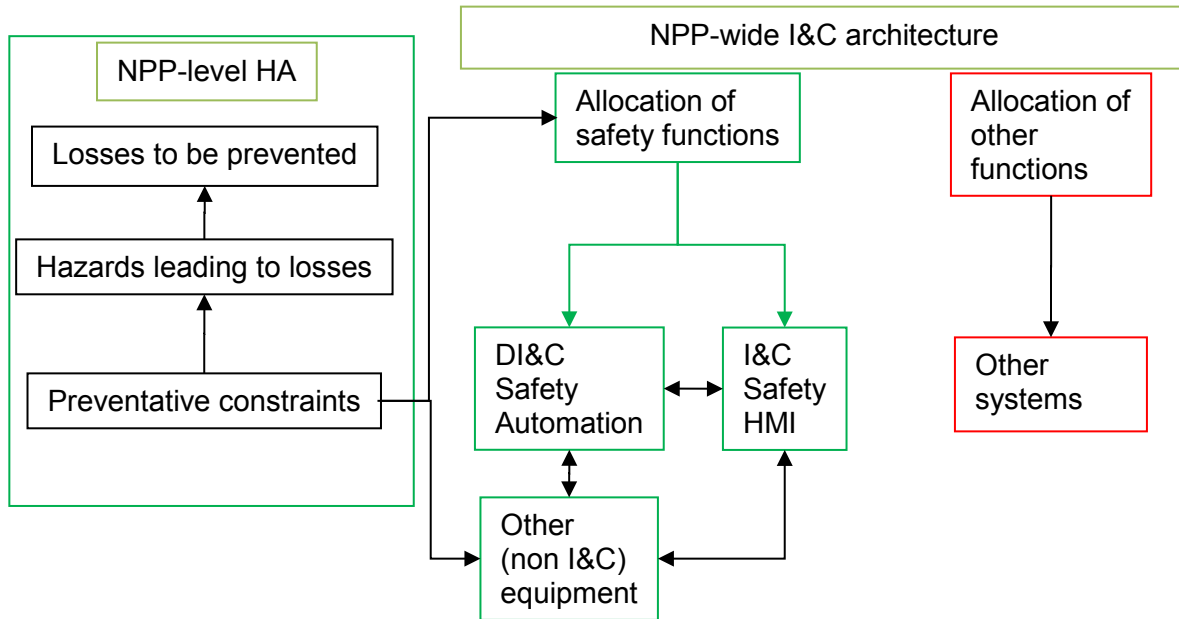 NPP-level HA
Losses to be prevented
Hazards leading to losses
Preventative constraints
NPP-wide I&C architecture
Allocation of
safety functions
Allocation of
other
functions
DI&C
Safety
Automation
I&C
Safety
HMI
Other
systems
Other
(non I&C)
equipment